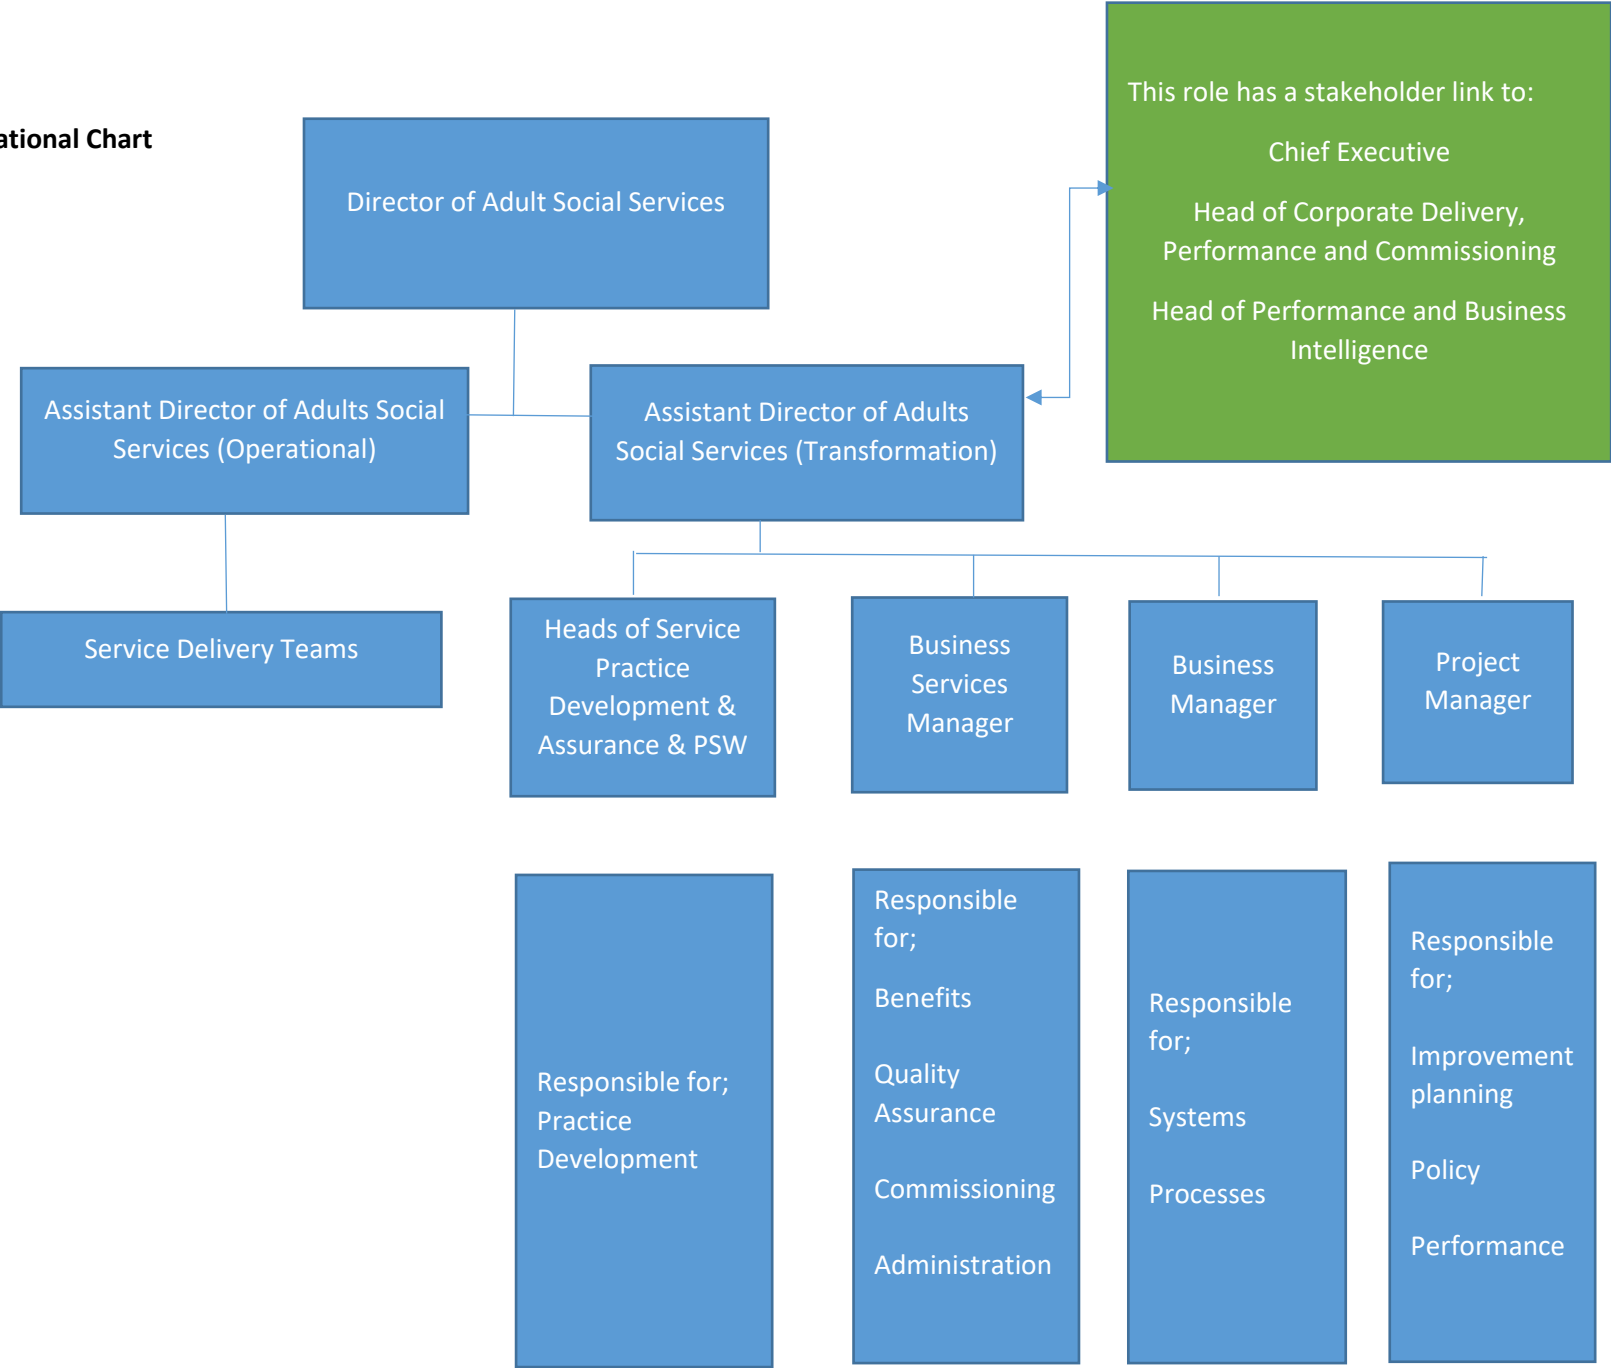 ational Chart
Director of Adult Social Services
This role has a stakeholder link to:
Chief Executive
Head of Corporate Delivery,
Performance and Commissioning
Head of Performance and Business
Intelligence
Assistant Director of Adults Social
Services (Operational)
Assistant Director of Adults
Social Services (Transformation)
Service Delivery Teams
Heads of Service
Practice
Development &
Assurance & PSW
Business
Services
Manager
Business
Manager
Project
Manager
Responsible for;
Practice
Development
Responsible
for;
Benefits
Quality
Assurance
Commissioning
Administration
Responsible
for;
Systems
Processes
Responsible
for;
Improvement
planning
Policy
Performance